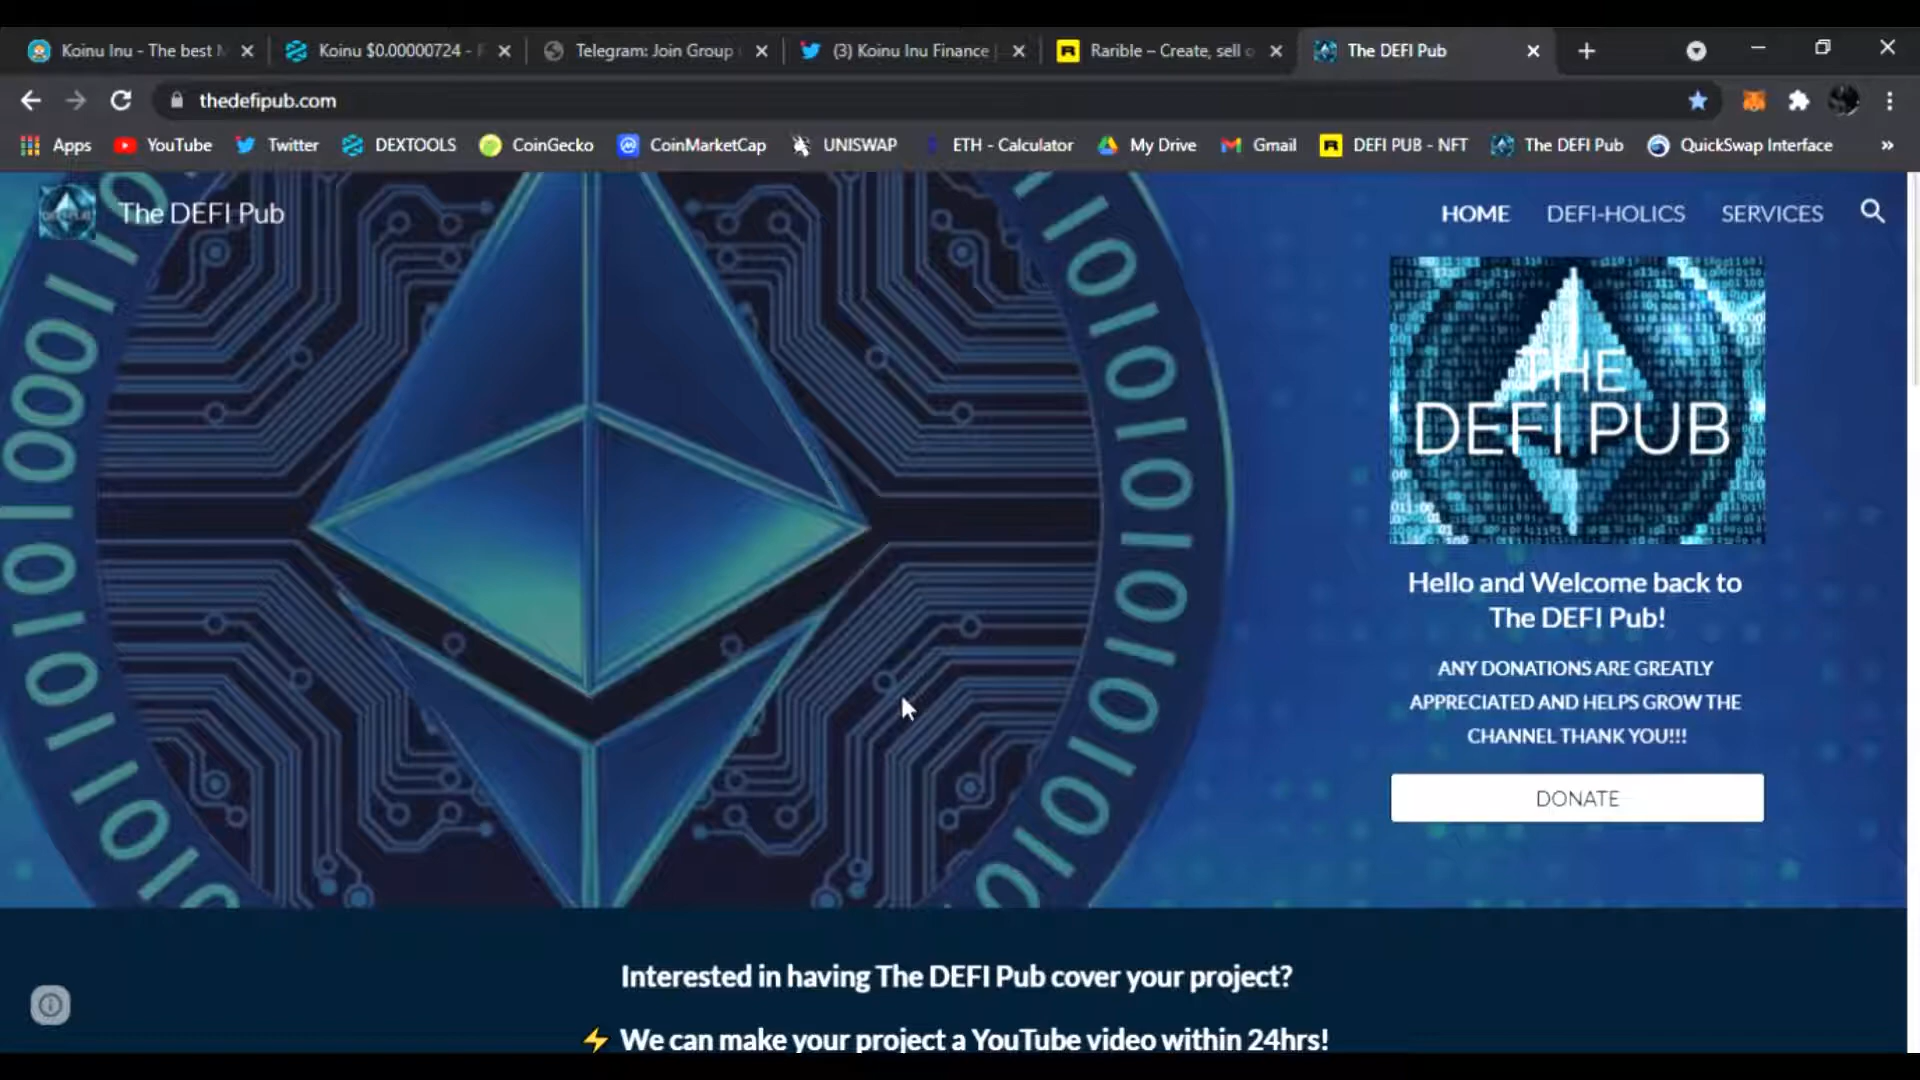 Koinu Inu - The best M
Koinu $0.00000724 -
Telegram: Join Group
(3) Koinu Inu Finance |
Rarible – Create, sell o
The DEFI Pub
thedefipub.com
Apps
YouTube
Twitter
DEXTOOLS
CoinGecko
CoinMarketCap
UNISWAP
ETH - Calculator
My Drive
Gmail
DEFI PUB - NFT
The DEFI Pub
QuickSwap Interface
»
The DEFI Pub
HOME
DEFI-HOLICS
SERVICES
THE
DEFI PUB
Hello and Welcome back to
The DEFI Pub!
ANY DONATIONS ARE GREATLY
APPRECIATED AND HELPS GROW THE
CHANNEL THANK YOU!!!
DONATE
Interested in having The DEFI Pub cover your project?
⚡ We can make your project a YouTube video within 24hrs!